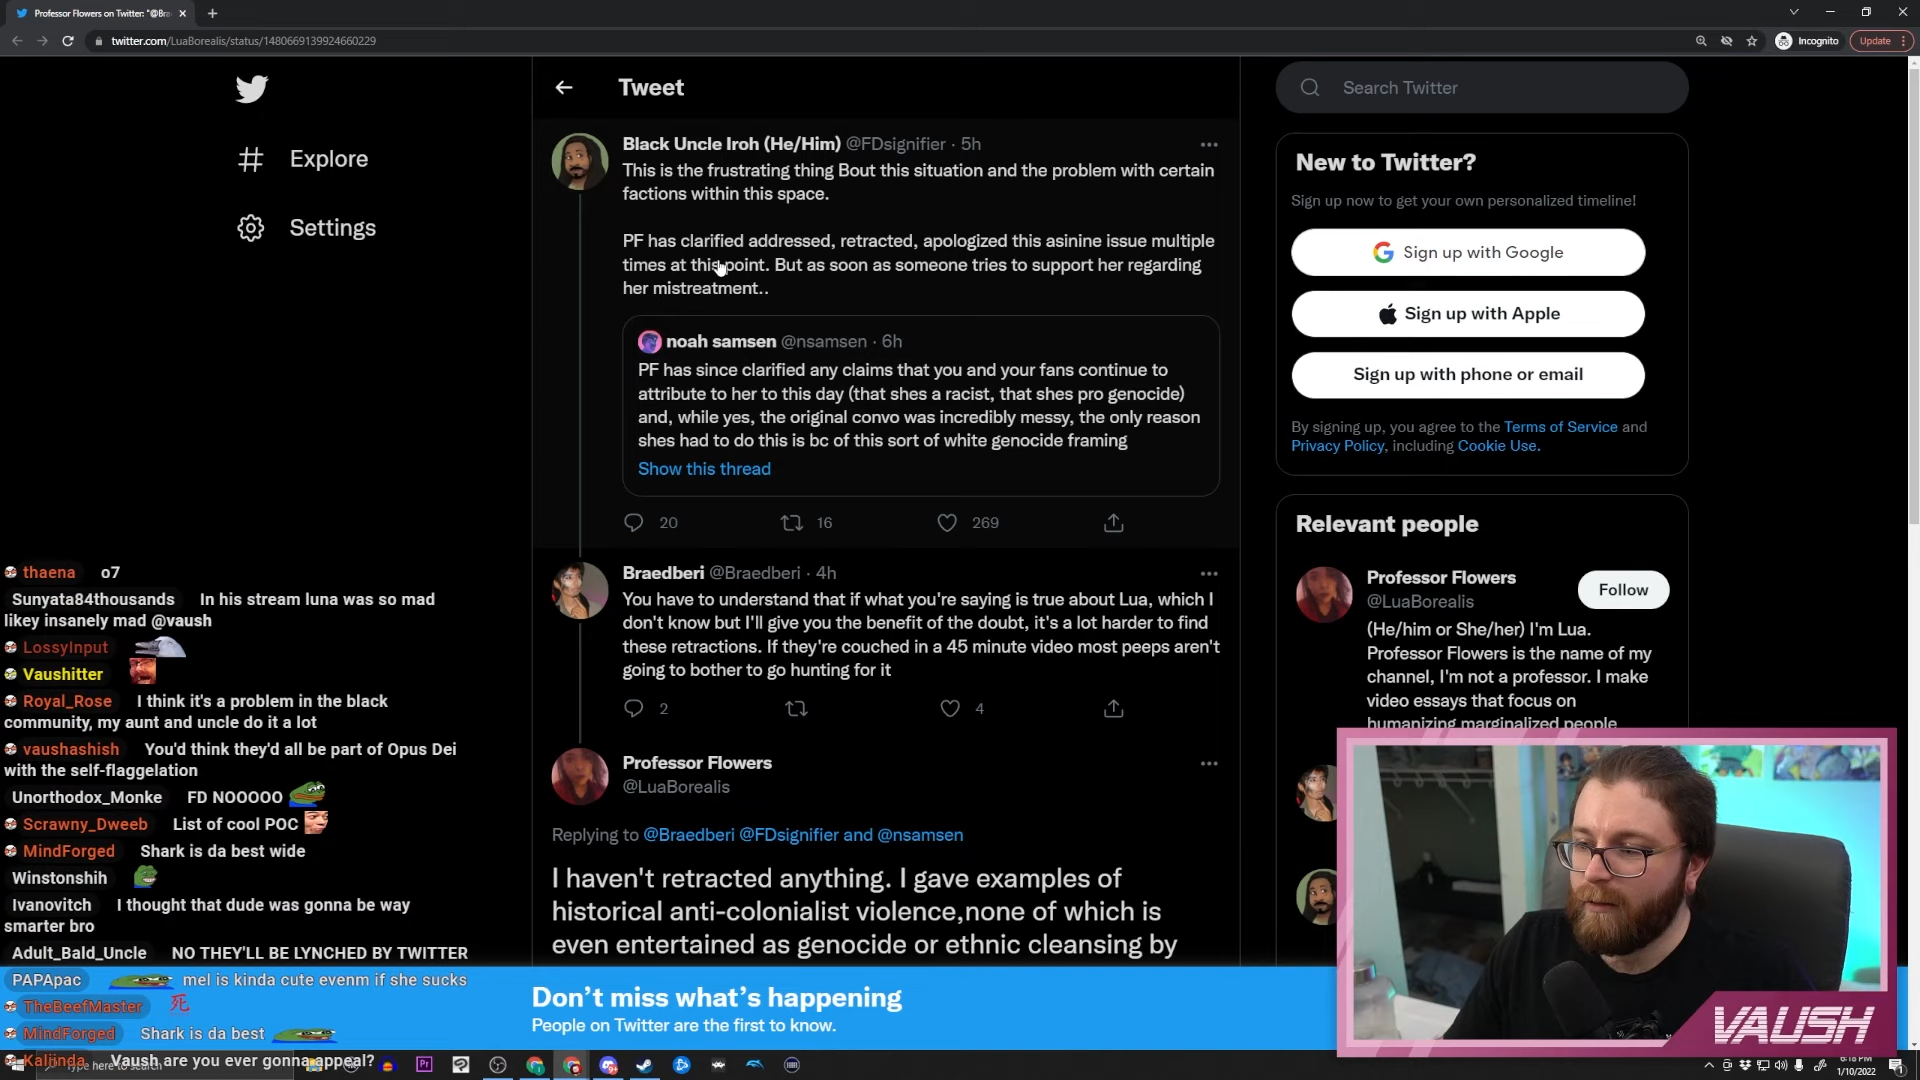 Professor Flowers on Twitter: "@Bra
twitter.com/LuaBorealis/status/1480669139924660229
Incognito
Update
Explore
Settings
Tweet
Black Uncle Iroh (He/Him) @FDsignifier · 5h
This is the frustrating thing Bout this situation and the problem with certain
factions within this space.
PF has clarified addressed, retracted, apologized this asinine issue multiple
times at this point. But as soon as someone tries to support her regarding
her mistreatment..
noah samsen @nsamsen · 6h
PF has since clarified any claims that you and your fans continue to
attribute to her to this day (that shes a racist, that shes pro genocide)
and, while yes, the original convo was incredibly messy, the only reason
shes had to do this is bc of this sort of white genocide framing
Show this thread
20 16 269
Braedberi @Braedberi · 4h
You have to understand that if what you're saying is true about Lua, which I
don't know but I'll give you the benefit of the doubt, it's a lot harder to find
these retractions. If they're couched in a 45 minute video most peeps aren't
going to bother to go hunting for it
2 4
Professor Flowers
@LuaBorealis
Replying to @Braedberi @FDsignifier and @nsamsen
I haven't retracted anything. I gave examples of
historical anti-colonialist violence,none of which is
even entertained as genocide or ethnic cleansing by
Search Twitter
New to Twitter?
Sign up now to get your own personalized timeline!
Sign up with Google
Sign up with Apple
Sign up with phone or email
By signing up, you agree to the Terms of Service and
Privacy Policy, including Cookie Use.
Relevant people
Professor Flowers
@LuaBorealis
Follow
(He/him or She/her) I'm Lua.
Professor Flowers is the name of my
channel, I'm not a professor. I make
video essays that focus on
humanizing marginalized people
thaena o7
Sunyata84thousands In his stream luna was so mad
likey insanely mad @vaush
LossyInput
Vaushitter
Royal_Rose I think it's a problem in the black
community, my aunt and uncle do it a lot
vaushashish You'd think they'd all be part of Opus Dei
with the self-flaggelation
Unorthodox_Monke FD NOOOOO
Scrawny_Dweeb List of cool POC
MindForged Shark is da best wide
Winstonshih
Ivanovitch I thought that dude was gonna be way
smarter bro
Adult_Bald_Uncle NO THEY'LL BE LYNCHED BY TWITTER
PAPApac mel is kinda cute evenm if she sucks
TheBeefMaster 死
MindForged Shark is da best
Kaljinda Vaush are you ever gonna appeal?
Don't miss what's happening
People on Twitter are the first to know.
VAUSH
Type here to search
6:18 PM
1/10/2022